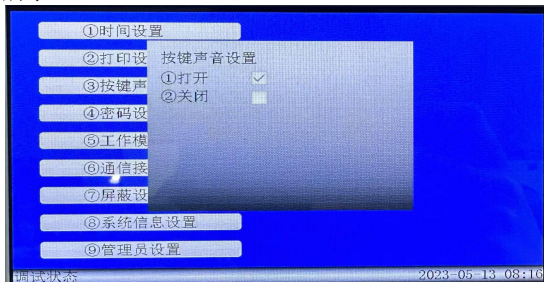 ①时间设置
②打印设
③按键声
④密码设
⑤工作模
⑥通信接
⑦屏蔽设
⑧系统信息设置
⑨管理员设置
按键声音设置
①打开
②关闭
调试状态
2023-05-13 08:16